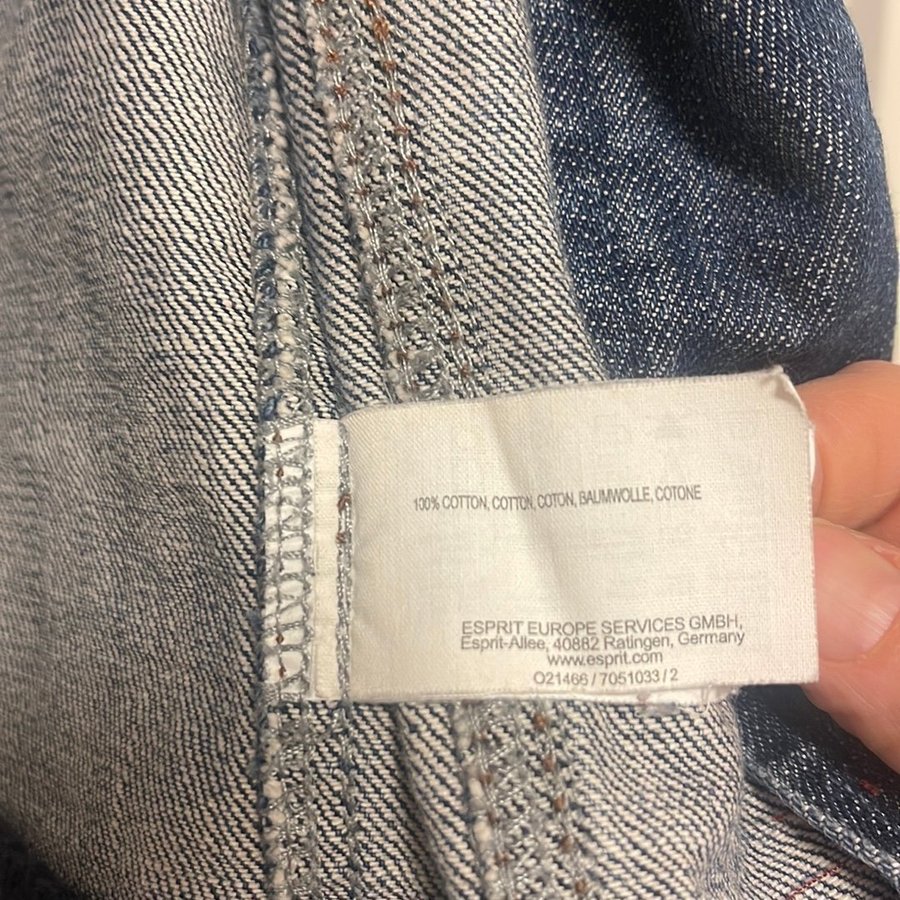 100% COTTON, COTTON, COTON, BAUMWOLLE, COTONE
ESPRIT EUROPE SERVICES GMBH,
Esprit-Allee, 40882 Ratingen, Germany
www.esprit.com
O21466 / 7051033 / 2